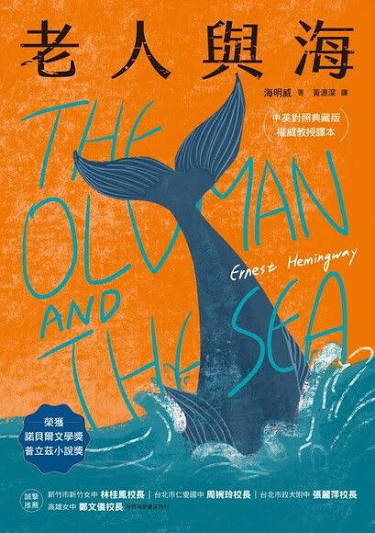 老人與海
海明威 著 黃源深 譯
中英對照典藏版
權威教授譯本
THE
OLD MAN
Ernest Hemingway
AND
THE SEA
榮獲
諾貝爾文學獎
普立茲小說獎
誠摯
推薦
新竹市新竹女中 林桂鳳校長│台北市仁愛國中 周婉玲校長│台北市政大附中 張麗萍校長
高雄女中 鄭文儀校長